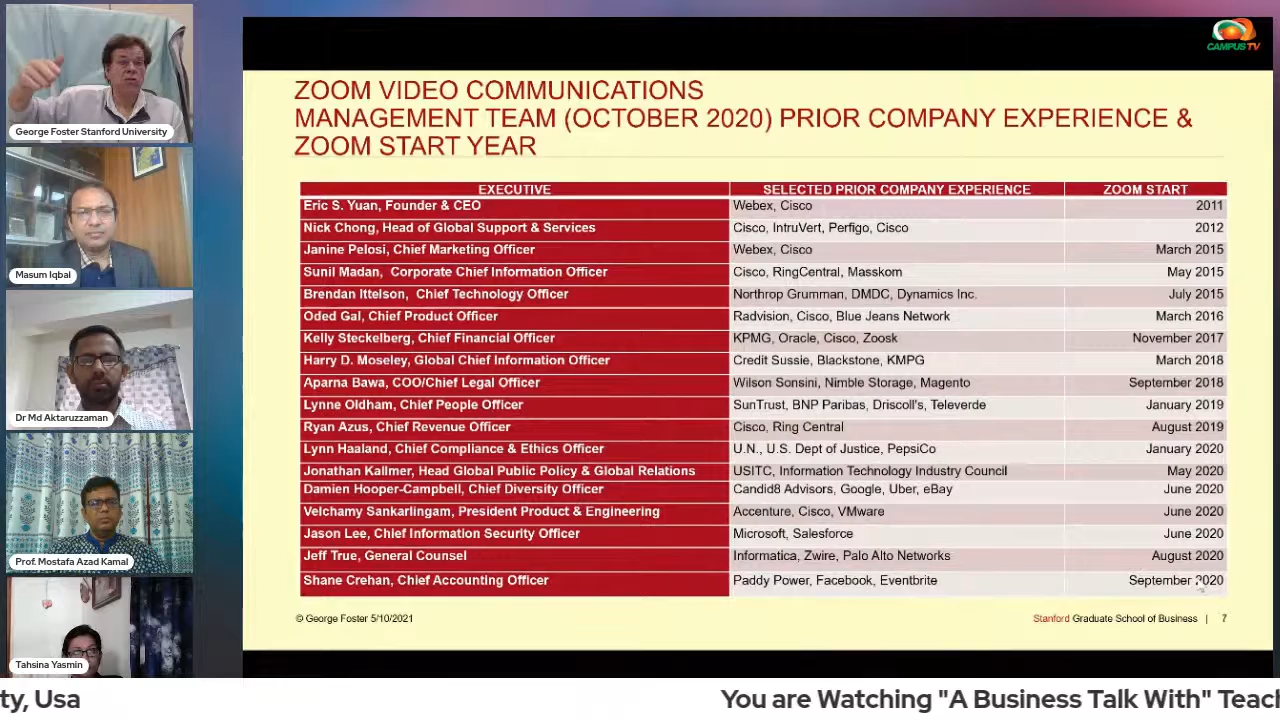 CAMPUS TV
George Foster Stanford University
Masum Iqbal
Dr Md Aktaruzzaman
Prof. Mostafa Azad Kamal
Tahsina Yasmin
ZOOM VIDEO COMMUNICATIONS
MANAGEMENT TEAM (OCTOBER 2020) PRIOR COMPANY EXPERIENCE &
ZOOM START YEAR
EXECUTIVE SELECTED PRIOR COMPANY EXPERIENCE ZOOM START
Eric S. Yuan, Founder & CEO Webex, Cisco 2011
Nick Chong, Head of Global Support & Services Cisco, IntruVert, Perfigo, Cisco 2012
Janine Pelosi, Chief Marketing Officer Webex, Cisco March 2015
Sunil Madan, Corporate Chief Information Officer Cisco, RingCentral, Masskom May 2015
Brendan Ittelson, Chief Technology Officer Northrop Grumman, DMDC, Dynamics Inc. July 2015
Oded Gal, Chief Product Officer Radvision, Cisco, Blue Jeans Network March 2016
Kelly Steckelberg, Chief Financial Officer KPMG, Oracle, Cisco, Zoosk November 2017
Harry D. Moseley, Global Chief Information Officer Credit Sussie, Blackstone, KMPG March 2018
Aparna Bawa, COO/Chief Legal Officer Wilson Sonsini, Nimble Storage, Magento September 2018
Lynne Oldham, Chief People Officer SunTrust, BNP Paribas, Driscoll's, Televerde January 2019
Ryan Azus, Chief Revenue Officer Cisco, Ring Central August 2019
Lynn Haaland, Chief Compliance & Ethics Officer U.N., U.S. Dept of Justice, PepsiCo January 2020
Jonathan Kallmer, Head Global Public Policy & Global Relations USITC, Information Technology Industry Council May 2020
Damien Hooper-Campbell, Chief Diversity Officer Candid8 Advisors, Google, Uber, eBay June 2020
Velchamy Sankarlingam, President Product & Engineering Accenture, Cisco, VMware June 2020
Jason Lee, Chief Information Security Officer Microsoft, Salesforce June 2020
Jeff True, General Counsel Informatica, Zwire, Palo Alto Networks August 2020
Shane Crehan, Chief Accounting Officer Paddy Power, Facebook, Eventbrite September 2020
© George Foster 5/10/2021 Stanford Graduate School of Business | 7
ty, Usa You are Watching "A Business Talk With" Teach